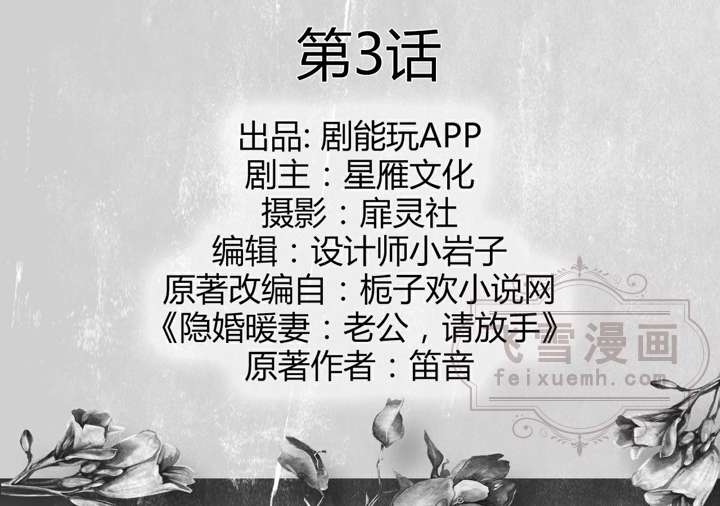 第3话
出品: 剧能玩APP
剧主：星雁文化
摄影：扉灵社
编辑：设计师小岩子
原著改编自：栀子欢小说网
《隐婚暖妻：老公，请放手》
原著作者：笛音
飞雪漫画
feixuemh.com